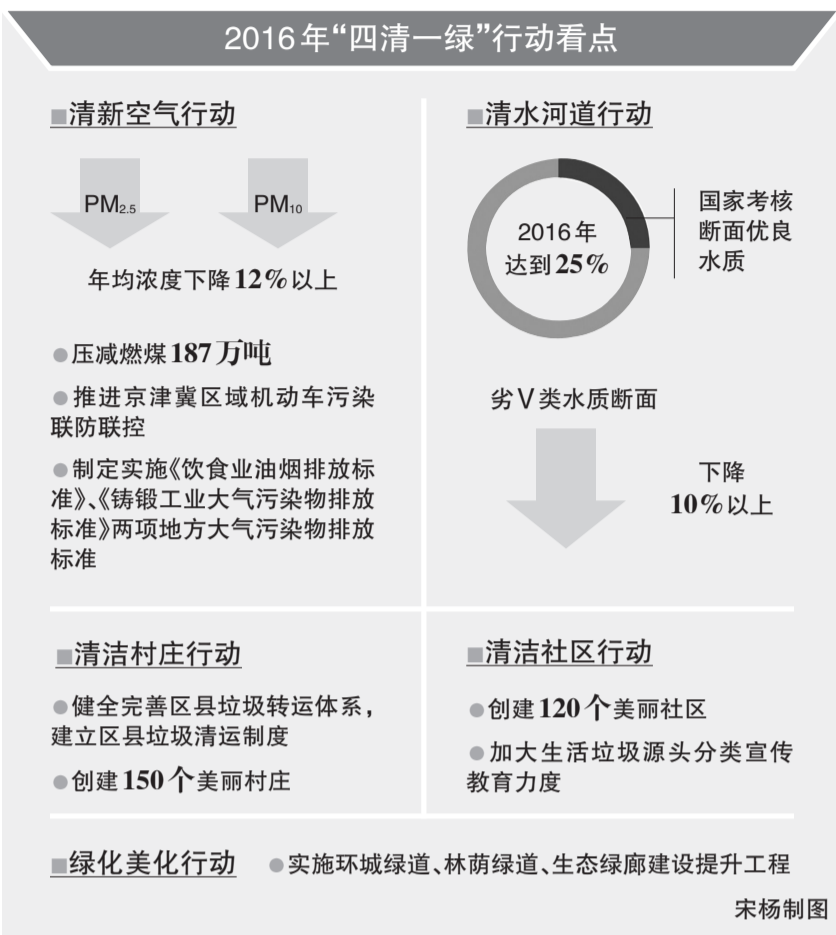 2016年“四清一绿”行动看点
■清新空气行动
PM2.5
PM10
年均浓度下降12%以上
●压减燃煤187万吨
●推进京津冀区域机动车污染
联防联控
●制定实施《饮食业油烟排放标
准》、《铸锻工业大气污染物排放
标准》两项地方大气污染物排放
标准
■清水河道行动
2016年
达到25%
国家考核
断面优良
水质
劣V类水质断面
下降
10%以上
■清洁村庄行动
●健全完善区县垃圾转运体系，
建立区县垃圾清运制度
●创建150个美丽村庄
■清洁社区行动
●创建120个美丽社区
●加大生活垃圾源头分类宣传
教育力度
■绿化美化行动 ●实施环城绿道、林荫绿道、生态绿廊建设提升工程
宋杨制图